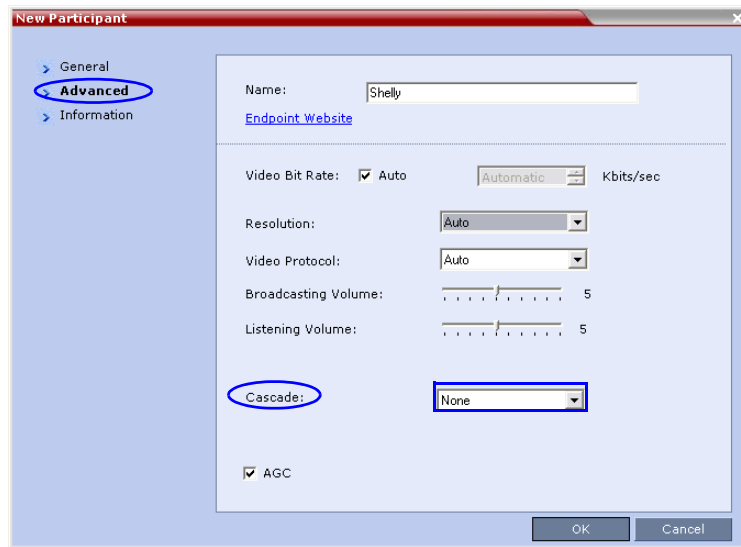 New Participant
General
Advanced
Information
Name: Shelly
Endpoint Website
Video Bit Rate: Auto Automatic Kbits/sec
Resolution: Auto
Video Protocol: Auto
Broadcasting Volume: 5
Listening Volume: 5
Cascade: None
AGC
OK Cancel